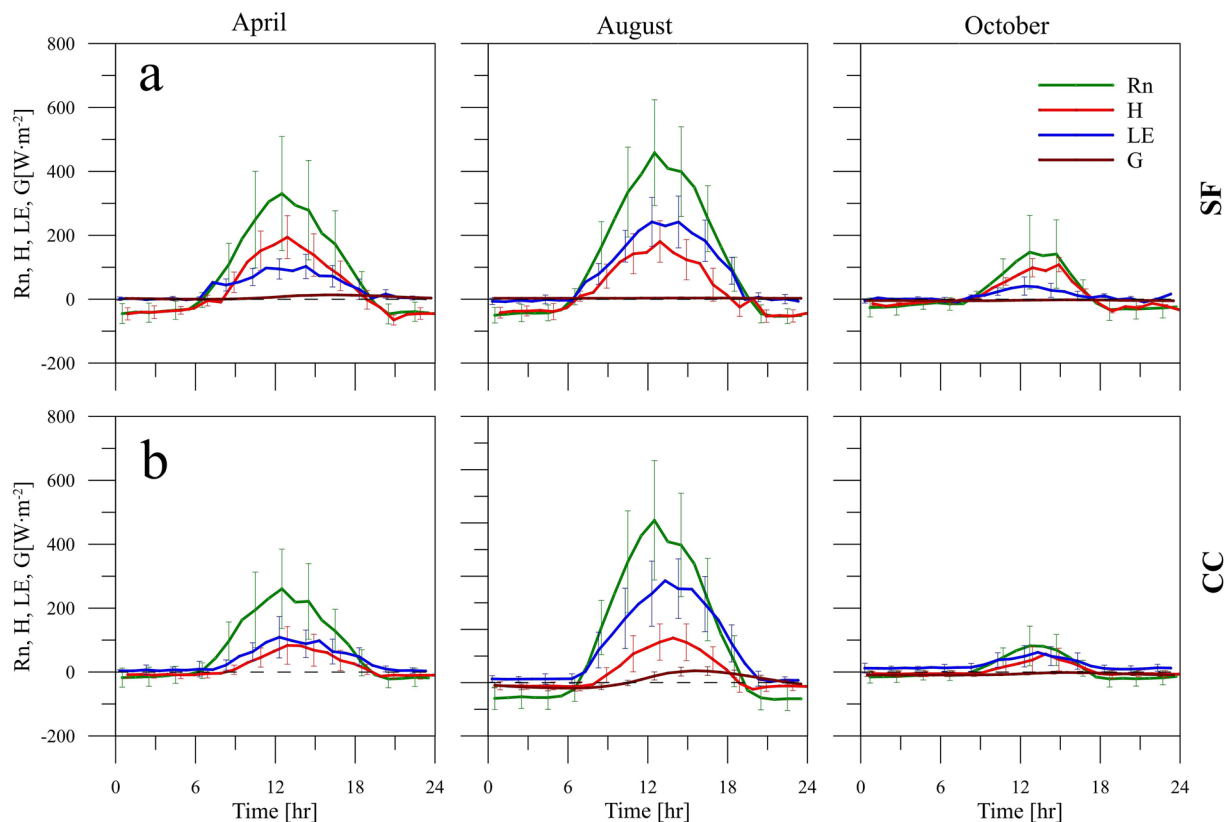 April August October
a
Rn, H, LE, G[W·m-2]
800
600
400
200
0
-200
Rn
H
LE
G
SF
b
Rn, H, LE, G[W·m-2]
800
600
400
200
0
-200
CC
0 6 12 18 24 0 6 12 18 24 0 6 12 18 24
Time [hr] Time [hr] Time [hr]